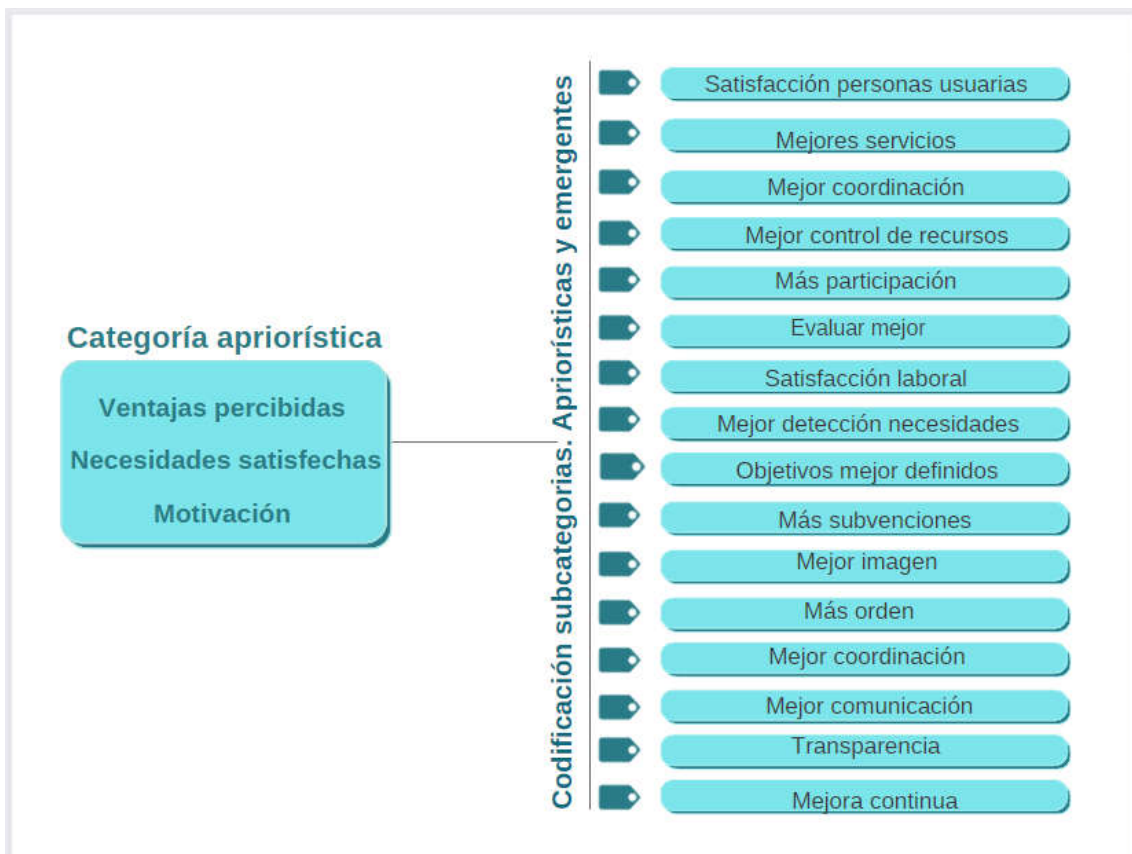 Categoría apriorística
Ventajas percibidas
Necesidades satisfechas
Motivación
Codificación subcategorias. Apriorísticas y emergentes
Satisfacción personas usuarias
Mejores servicios
Mejor coordinación
Mejor control de recursos
Más participación
Evaluar mejor
Satisfacción laboral
Mejor detección necesidades
Objetivos mejor definidos
Más subvenciones
Mejor imagen
Más orden
Mejor coordinación
Mejor comunicación
Transparencia
Mejora continua